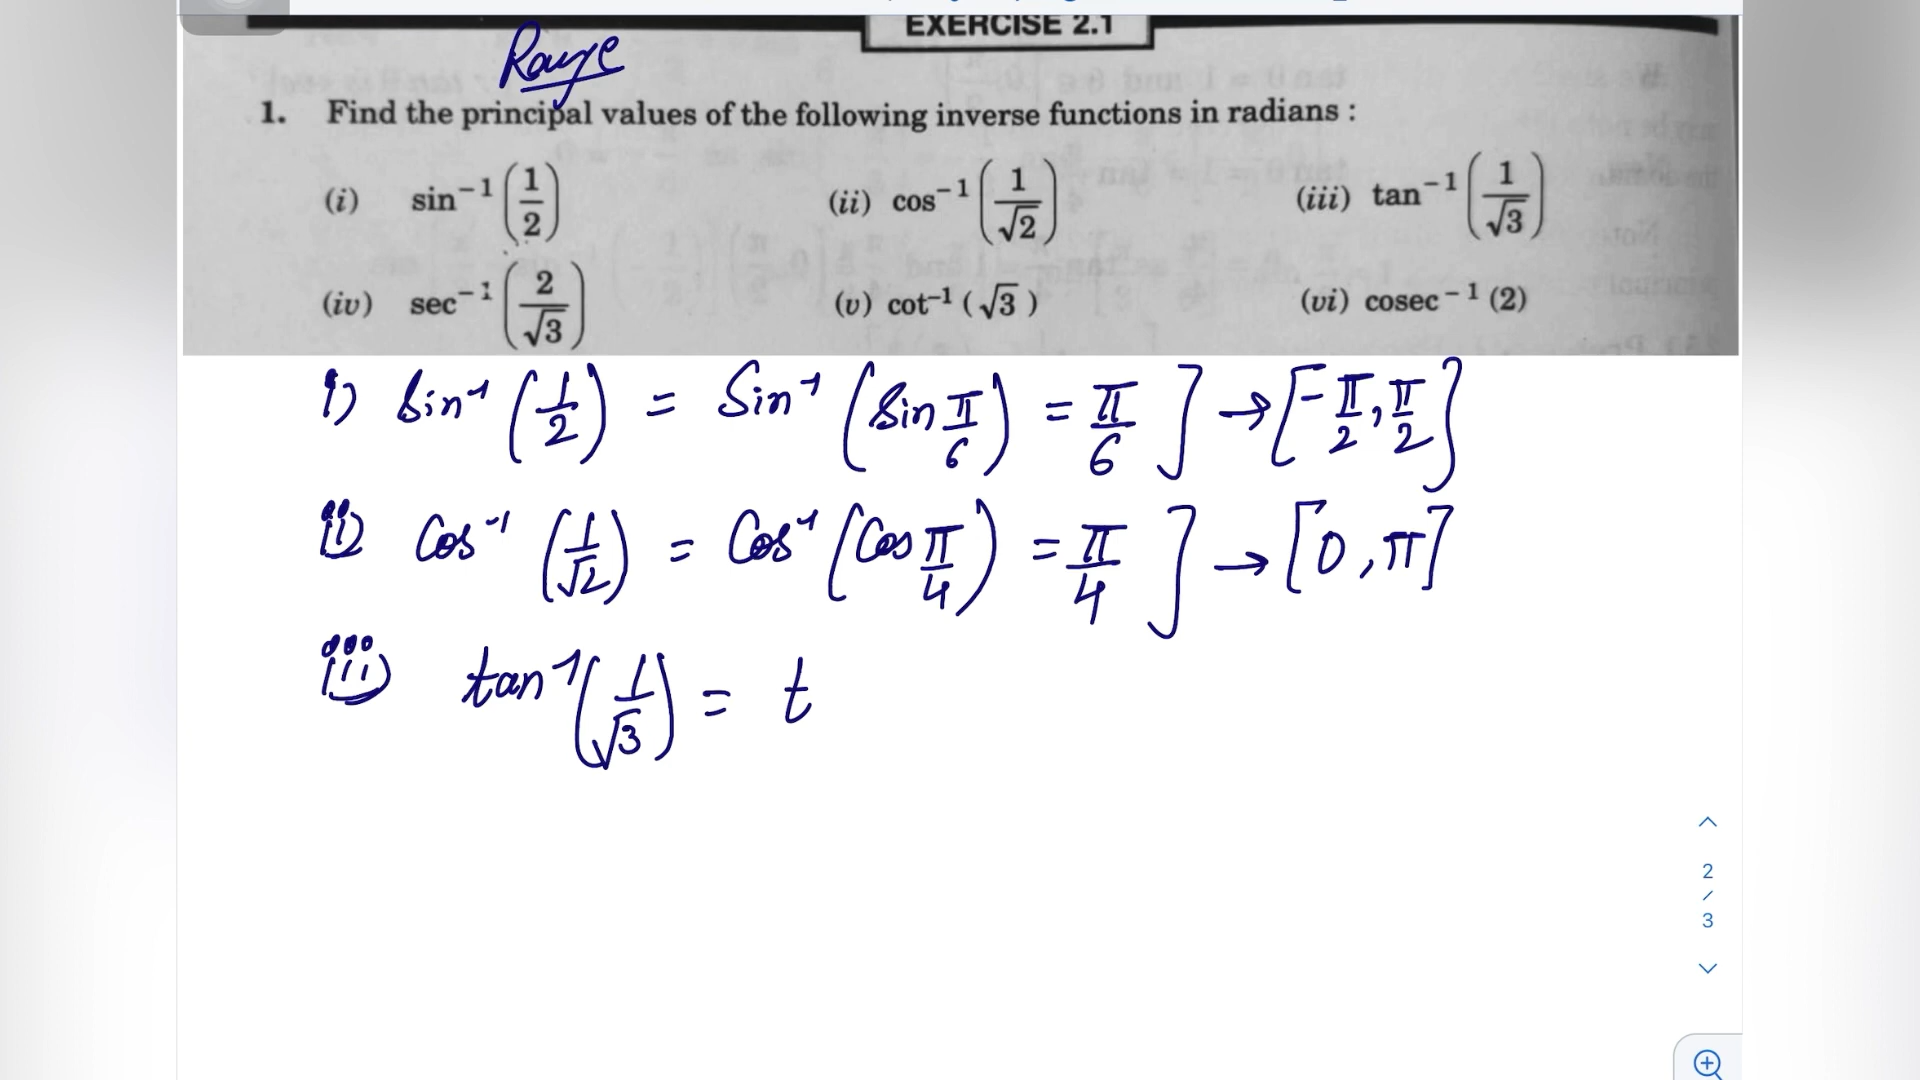 EXERCISE 2.1
Range
1. Find the principal values of the following inverse functions in radians :
(i) sin⁻¹ (1/2) (ii) cos⁻¹ (1/√2) (iii) tan⁻¹ (1/√3)
(iv) sec⁻¹ (2/√3) (v) cot⁻¹ (√3) (vi) cosec⁻¹ (2)
i) Sin⁻¹ (1/2) = Sin⁻¹ (Sin π/6) = π/6 ] → [-π/2, π/2]
ii) Cos⁻¹ (1/√2) = Cos⁻¹ (Cos π/4) = π/4 ] → [0, π]
iii) tan⁻¹ (1/√3) = t
2
/
3